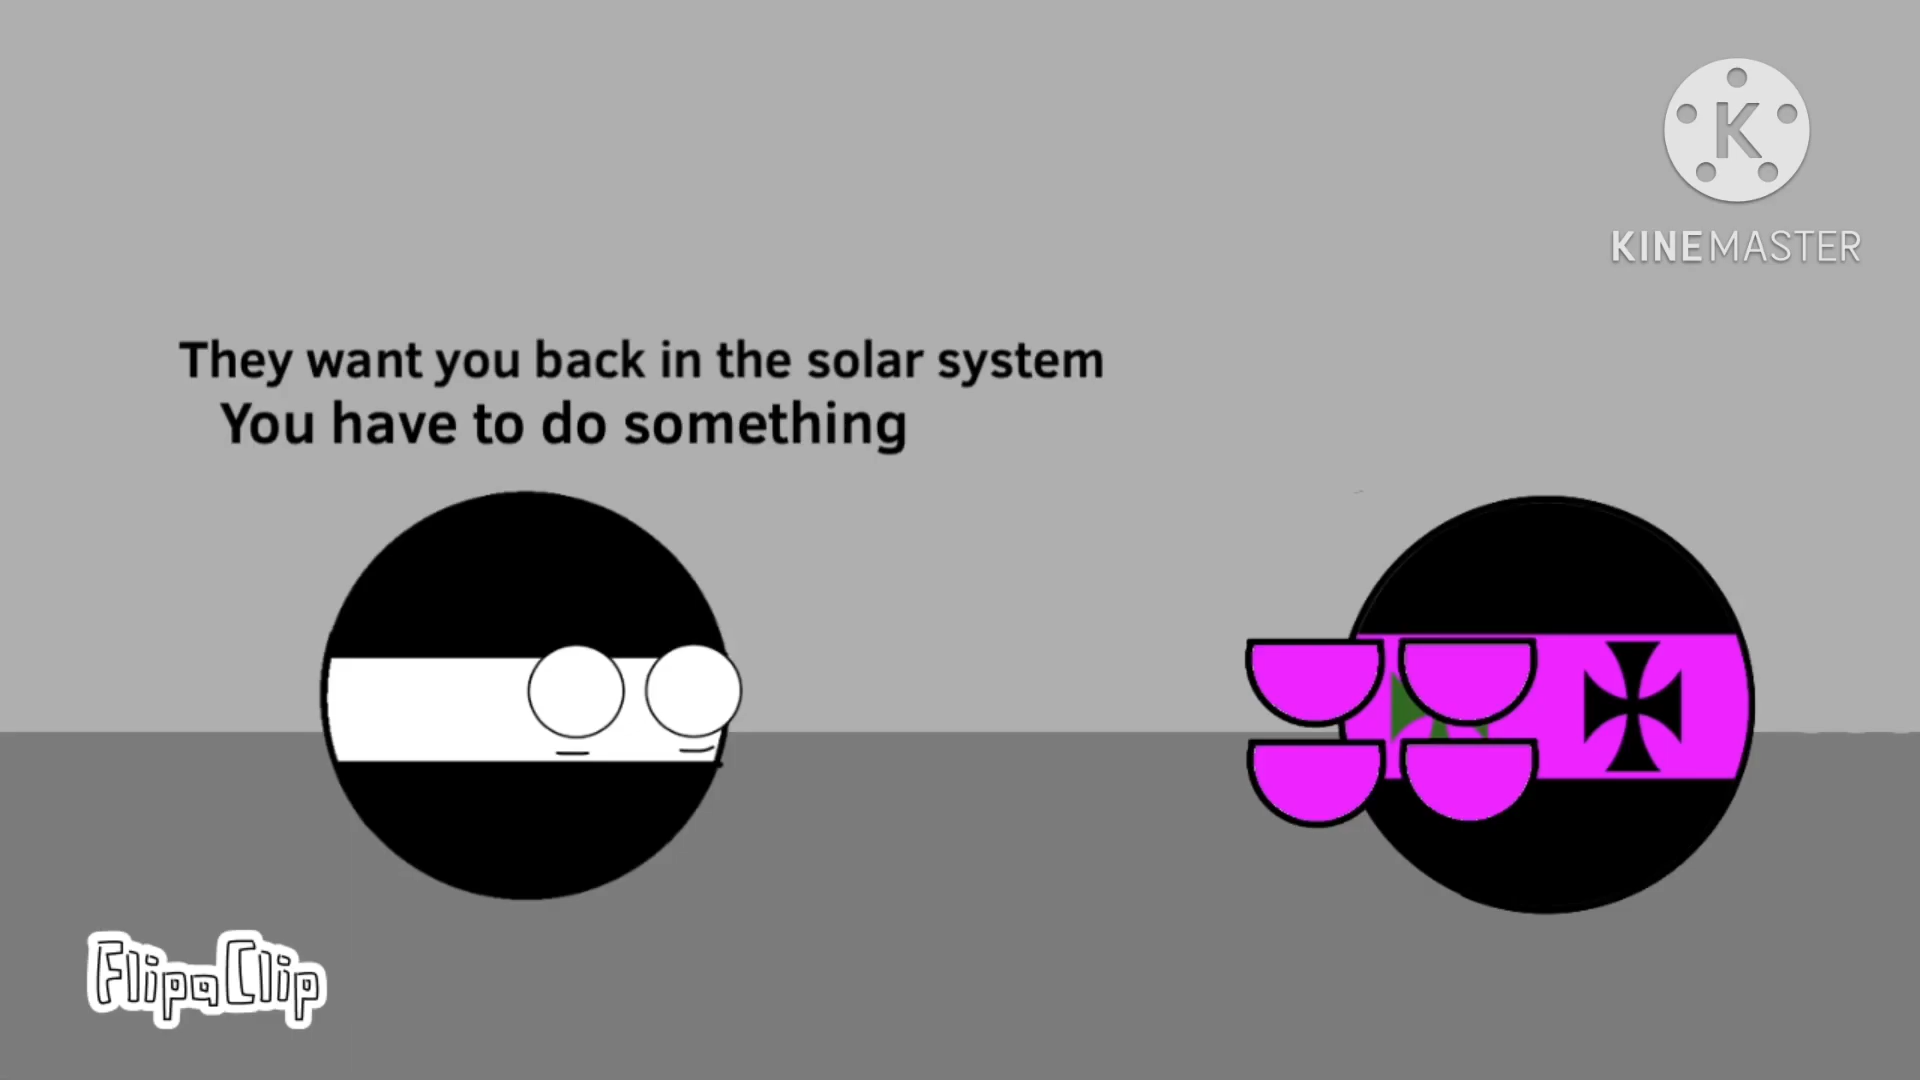 K
KINEMASTER
They want you back in the solar system
You have to do something
FlipaClip